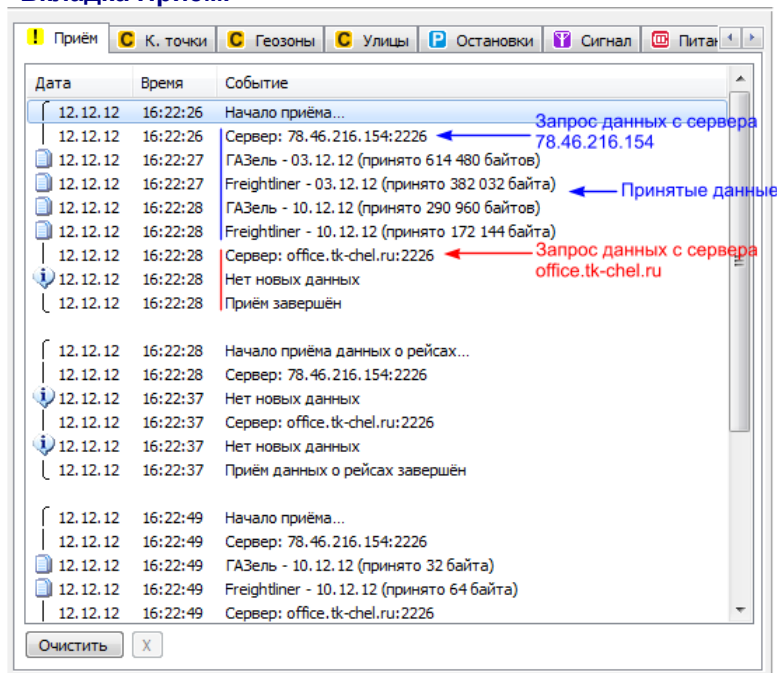 Приём К. точки Геозоны Улицы Остановки Сигнал
Дата Время Событие
12.12.12 16:22:26 Начало приёма...
Запрос данных с сервера
12.12.12 16:22:26 Сервер: 78.46.216.154:2226
78.46.216.154
12.12.12 16:22:27 ГАЗель - 03.12.12 (принято 614 480 байтов)
12.12.12 16:22:27 Freightliner - 03.12.12 (принято 382 032 байта)
Принятые данные
12.12.12 16:22:28 ГАЗель - 10.12.12 (принято 290 960 байтов)
12.12.12 16:22:28 Freightliner - 10.12.12 (принято 172 144 байта)
12.12.12 16:22:28 Сервер: office.tk-chel.ru:2226
Запрос данных с сервера
office.tk-chel.ru
12.12.12 16:22:28 Нет новых данных
12.12.12 16:22:28 Приём завершён
12.12.12 16:22:28 Начало приёма данных о рейсах...
12.12.12 16:22:28 Сервер: 78.46.216.154:2226
12.12.12 16:22:37 Нет новых данных
12.12.12 16:22:37 Сервер: office.tk-chel.ru:2226
12.12.12 16:22:37 Нет новых данных
12.12.12 16:22:37 Приём данных о рейсах завершён
12.12.12 16:22:49 Начало приёма...
12.12.12 16:22:49 Сервер: 78.46.216.154:2226
12.12.12 16:22:49 ГАЗель - 10.12.12 (принято 32 байта)
12.12.12 16:22:49 Freightliner - 10.12.12 (принято 64 байта)
12.12.12 16:22:49 Сервер: office.tk-chel.ru:2226
Очистить X